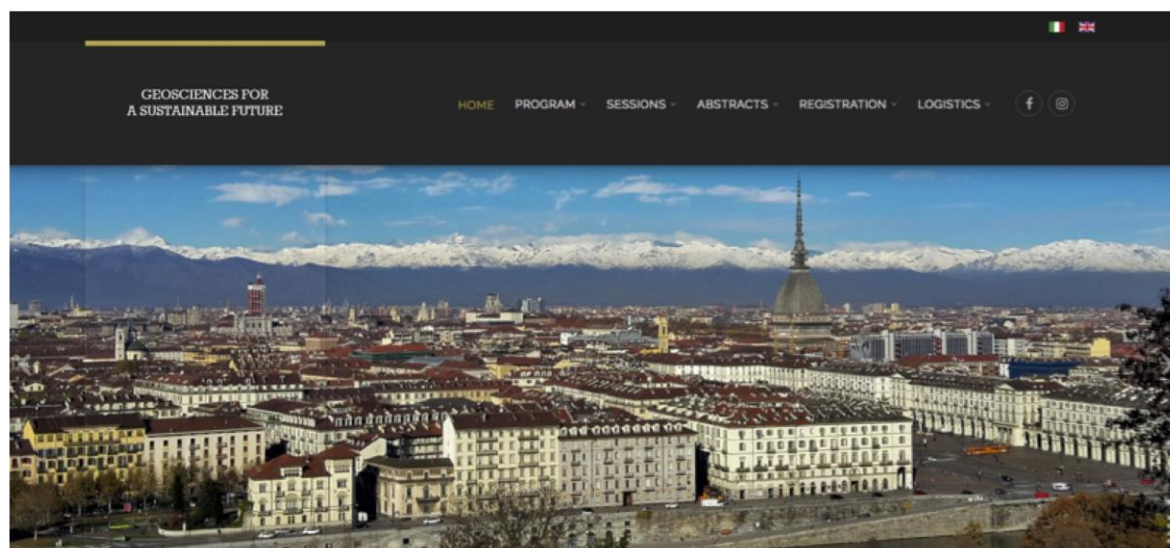 GEOSCIENCES FOR
A SUSTAINABLE FUTURE
HOME PROGRAM SESSIONS ABSTRACTS REGISTRATION LOGISTICS